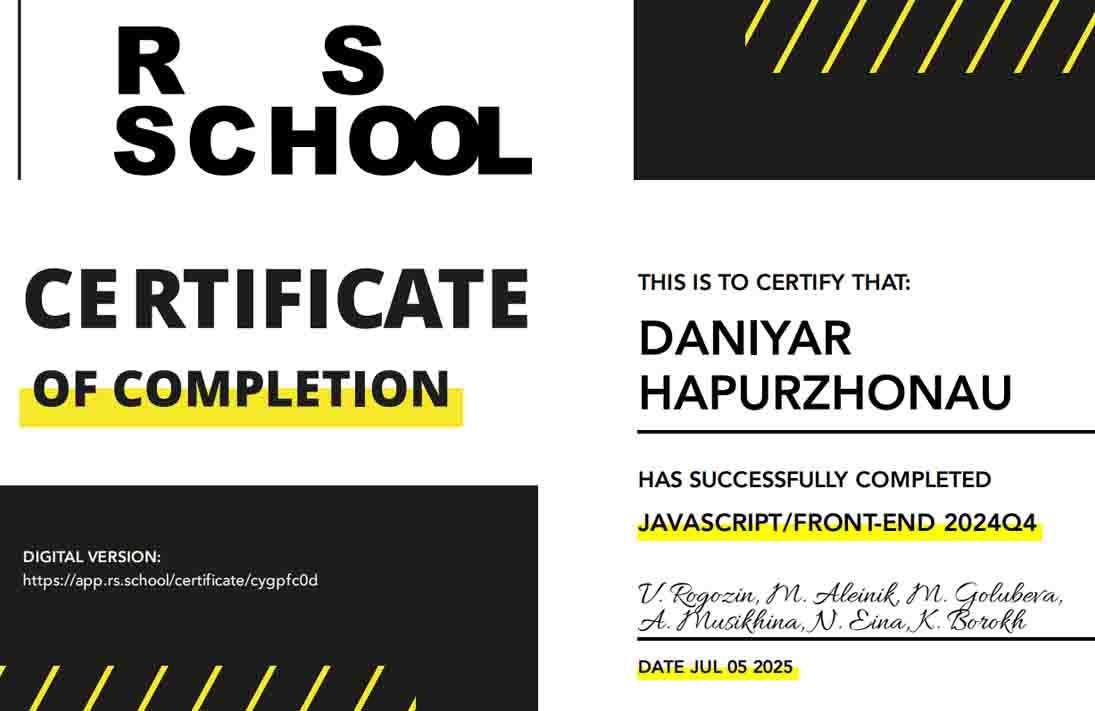 R S
SCHOOL
CERTIFICATE
OF COMPLETION
DIGITAL VERSION:
https://app.rs.school/certificate/cygpfc0d
THIS IS TO CERTIFY THAT:
DANIYAR
HAPURZHONAU
HAS SUCCESSFULLY COMPLETED
JAVASCRIPT/FRONT-END 2024Q4
V. Rogozin, M. Aleinik, M. Golubeva,
A. Musikhina, N. Eina, K. Borokh
DATE JUL 05 2025